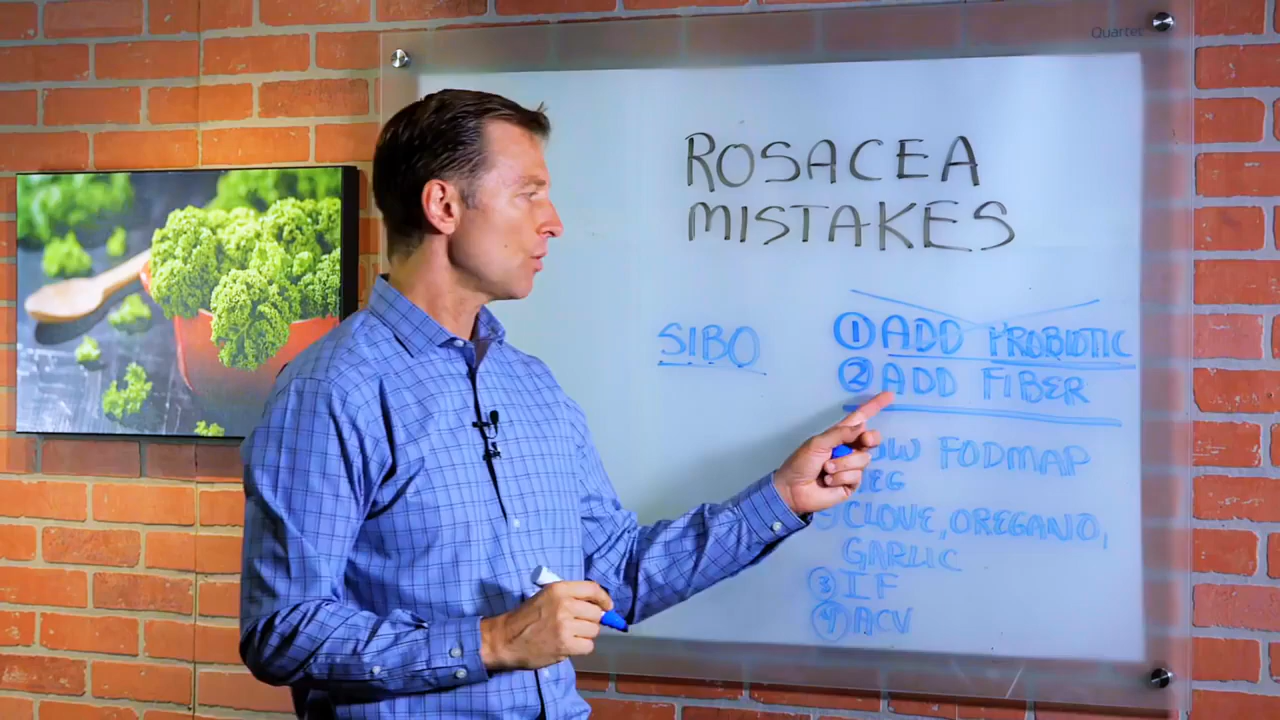 Quartet
ROSACEA
MISTAKES
SIBO
① ADD PROBIOTIC
② ADD FIBER
FODMAP
CLOVE, OREGANO,
GARLIC
③ IF
④ ACV